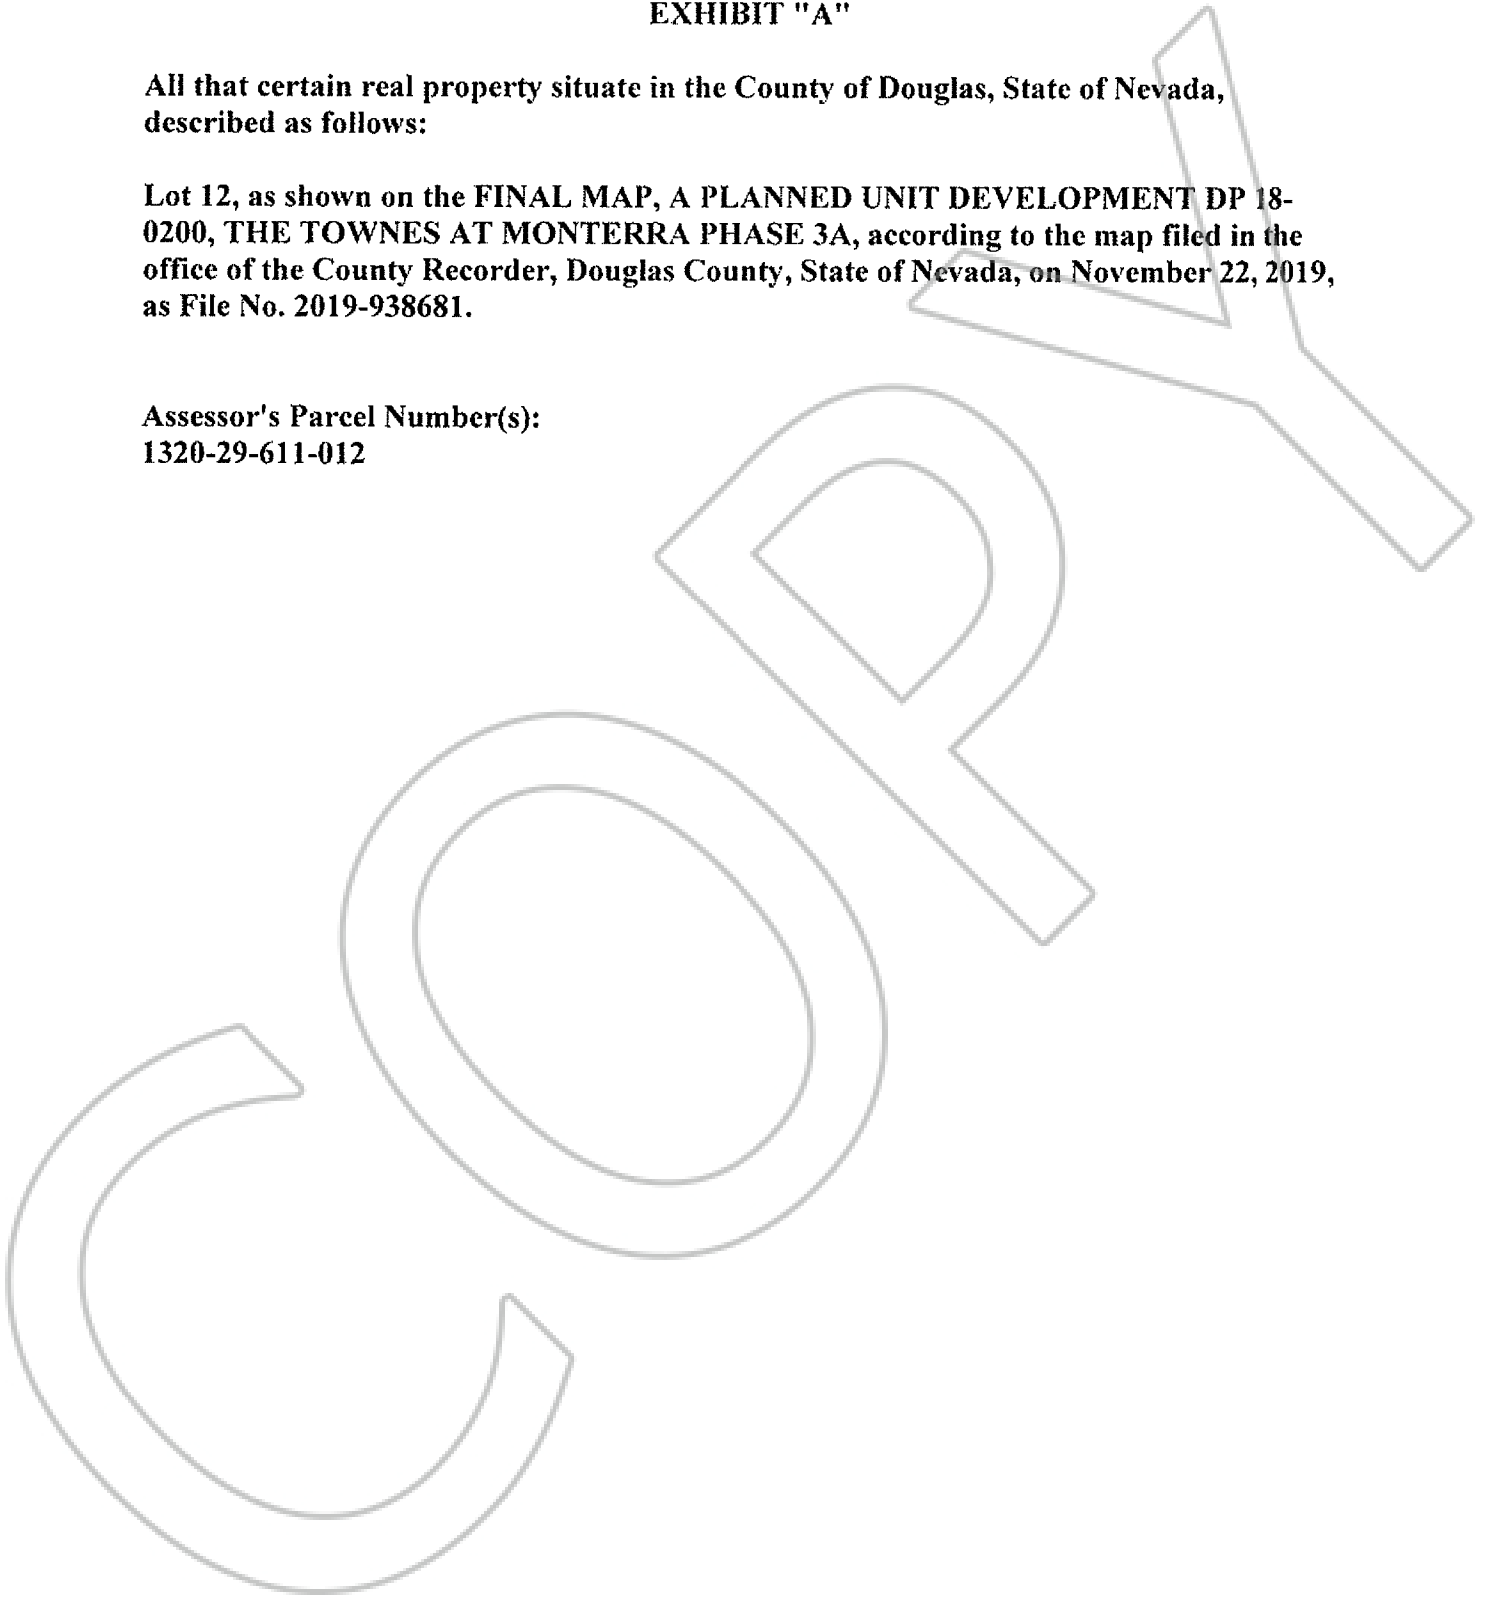 EXHIBIT "A"
All that certain real property situate in the County of Douglas, State of Nevada,
described as follows:
Lot 12, as shown on the FINAL MAP, A PLANNED UNIT DEVELOPMENT DP 18-
0200, THE TOWNES AT MONTERRA PHASE 3A, according to the map filed in the
office of the County Recorder, Douglas County, State of Nevada, on November 22, 2019,
as File No. 2019-938681.
Assessor's Parcel Number(s):
1320-29-611-012
COPY